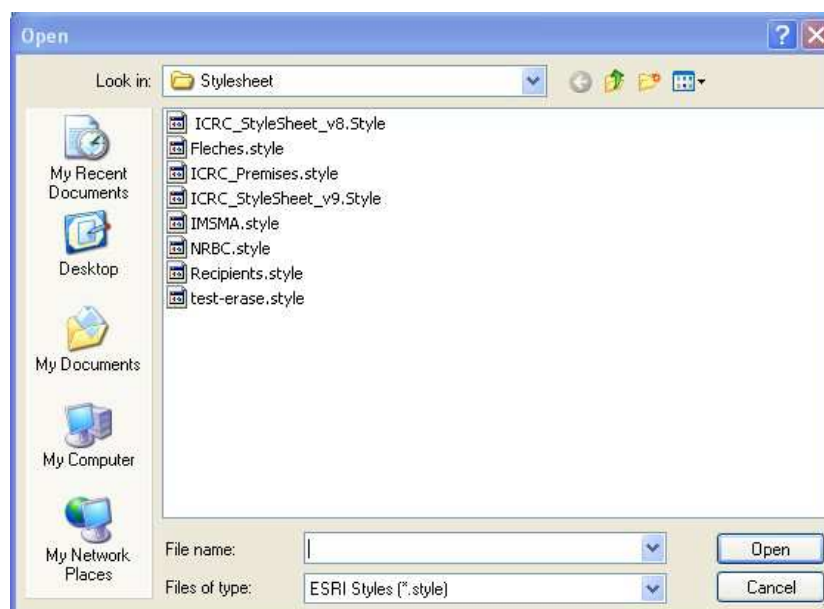 Open
Look in: Stylesheet
ICRC_StyleSheet_v8.Style
Fleches.style
ICRC_Premises.style
ICRC_StyleSheet_v9.Style
IMSMA.style
NRBC.style
Recipients.style
test-erase.style
My Recent
Documents
Desktop
My Documents
My Computer
My Network
Places
File name:
Open
Files of type: ESRI Styles (*.style)
Cancel